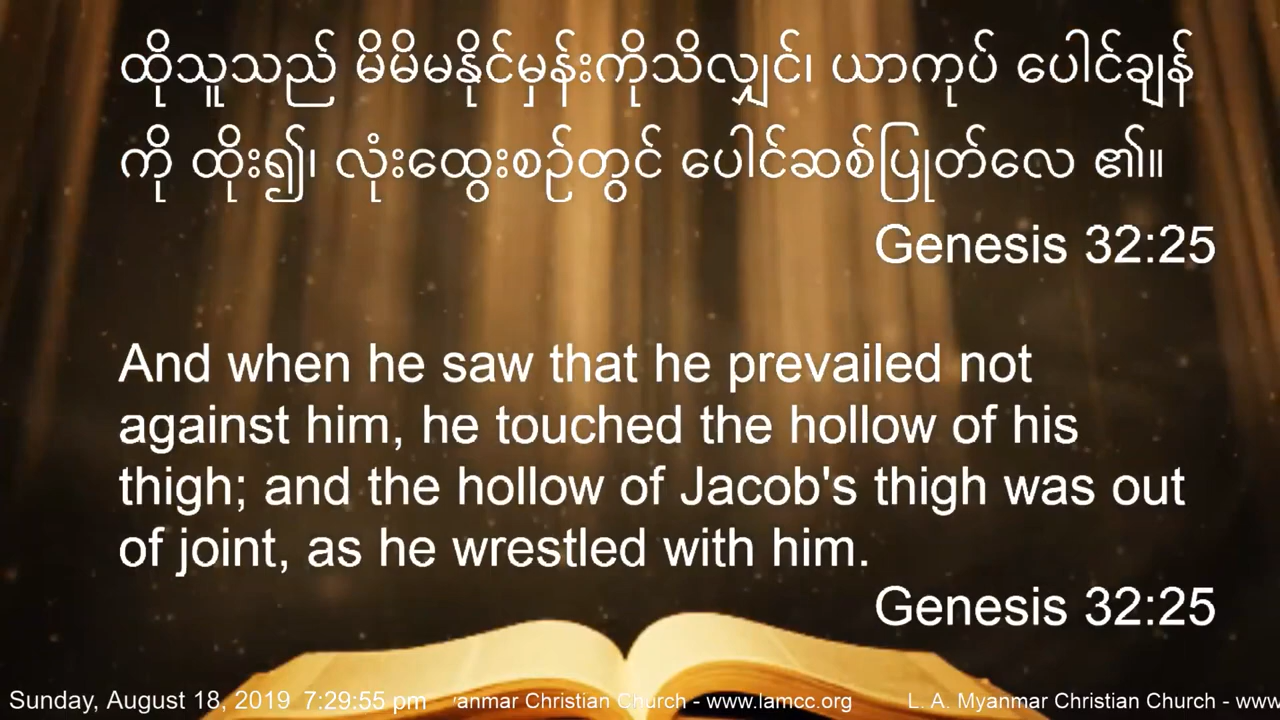 ထိုသူသည် မိမိမနိုင်မှန်းကိုသိလျှင်၊ ယာကုပ် ပေါင်ချန်
ကို ထိုး၍၊ လုံးထွေးစဉ်တွင် ပေါင်ဆစ်ပြုတ်လေ ၏။
Genesis 32:25
And when he saw that he prevailed not
against him, he touched the hollow of his
thigh; and the hollow of Jacob's thigh was out
of joint, as he wrestled with him.
Genesis 32:25
Sunday, August 18, 2019 7:29:55 pm anmar Christian Church - www.lamcc.org L. A. Myanmar Christian Church - www